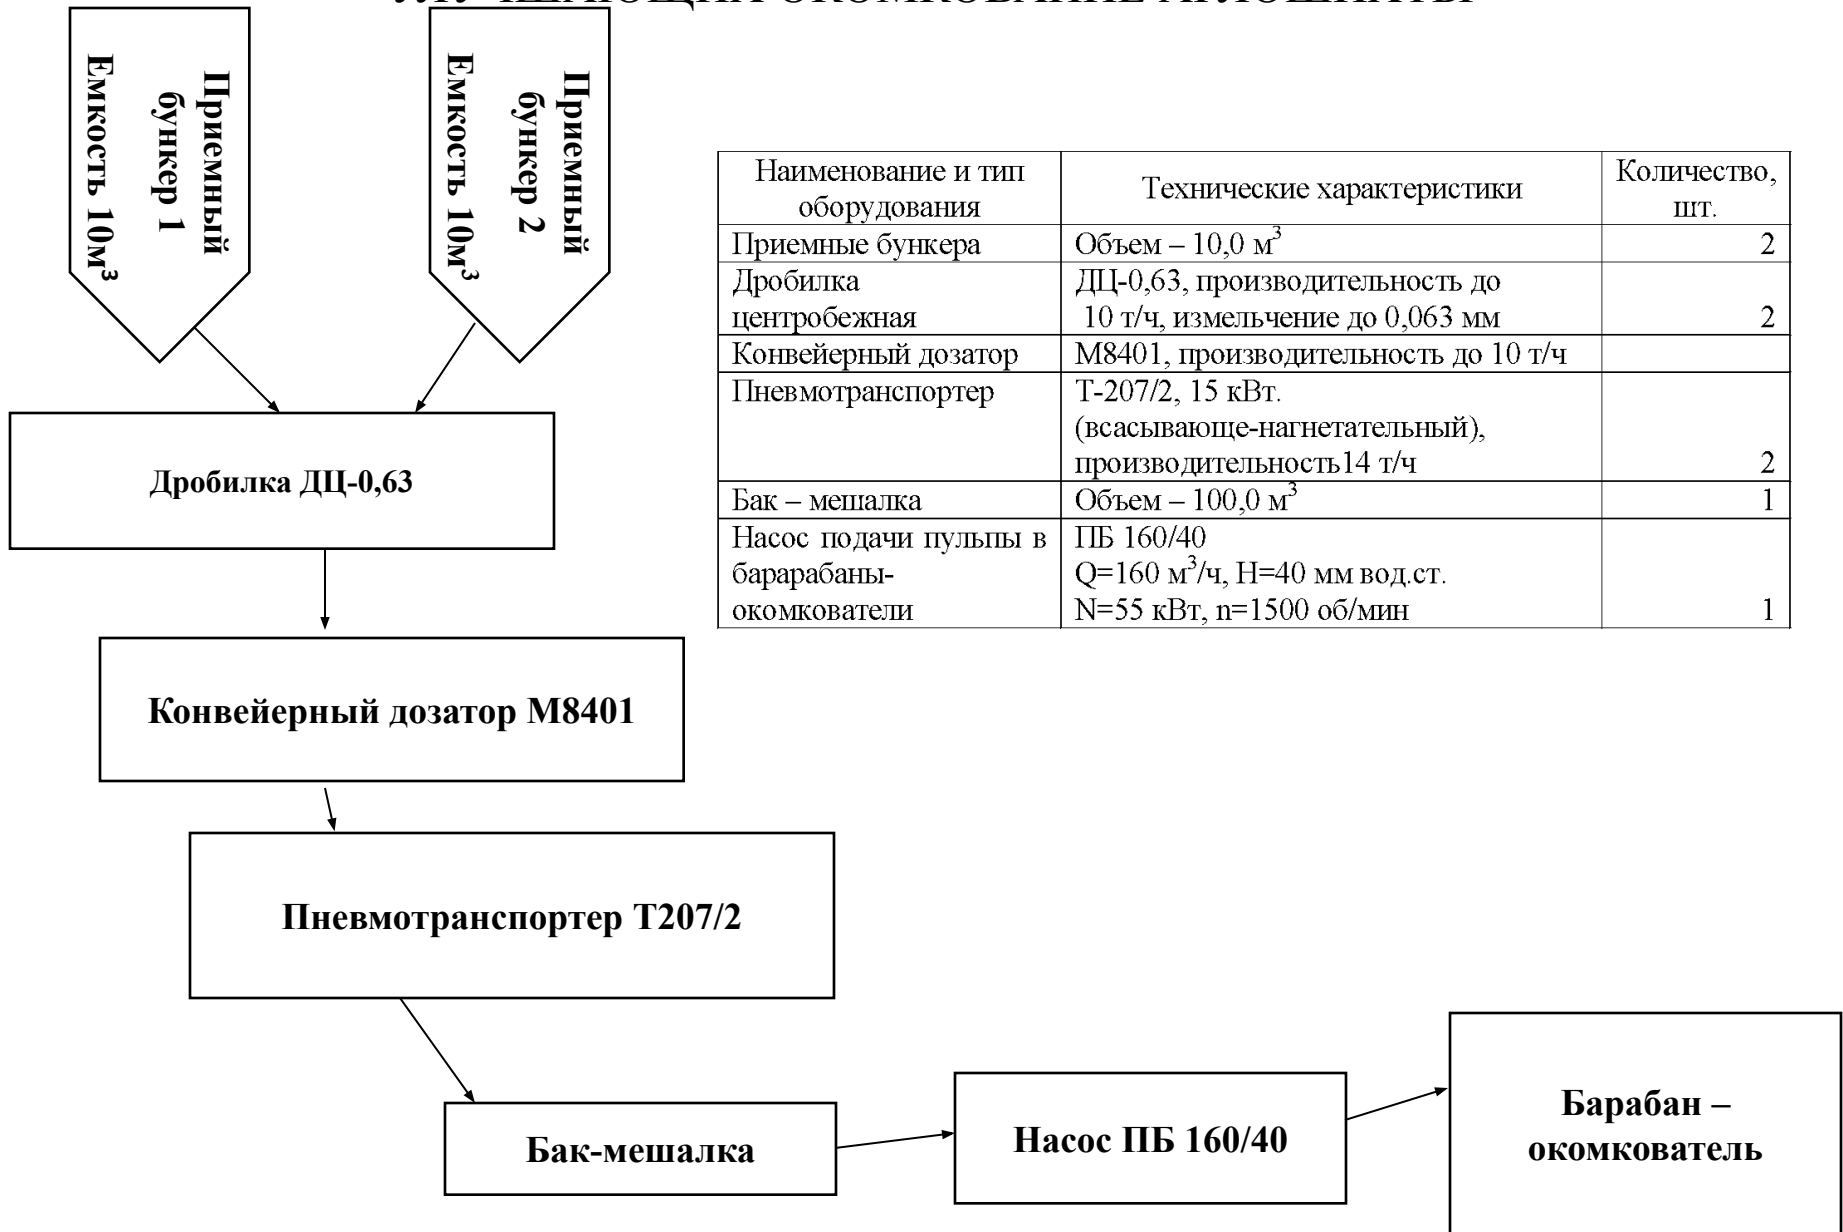 ОКОМКОВАНИЕ АГЛОШИХТЫ
Приемный
бункер 1
Емкость 10м³
Приемный
бункер 2
Емкость 10м³
Наименование и тип
оборудования
Технические характеристики
Количество,
шт.
Приемные бункера
Объем – 10,0 м³
2
Дробилка
центробежная
ДЦ-0,63, производительность до
10 т/ч, измельчение до 0,063 мм
2
Конвейерный дозатор
М8401, производительность до 10 т/ч
Пневмотранспортер
Т-207/2, 15 кВт.
(всасывающе-нагнетательный),
производительность14 т/ч
2
Бак – мешалка
Объем – 100,0 м³
1
Насос подачи пульпы в
барарабаны-
окомкователи
ПБ 160/40
Q=160 м³/ч, Н=40 мм вод.ст.
N=55 кВт, n=1500 об/мин
1
Дробилка ДЦ-0,63
Конвейерный дозатор М8401
Пневмотранспортер Т207/2
Бак-мешалка
Насос ПБ 160/40
Барабан –
окомкователь